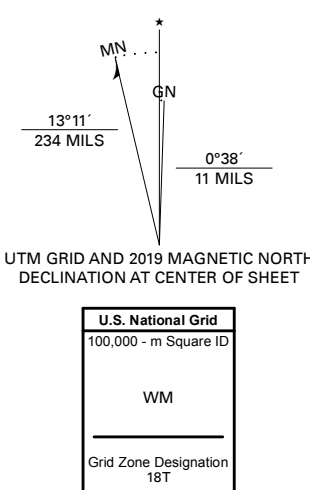 MN
GN
13°11´
234 MILS
0°38´
11 MILS
UTM GRID AND 2019 MAGNETIC NORTH
DECLINATION AT CENTER OF SHEET
U.S. National Grid
100,000 - m Square ID
WM
Grid Zone Designation
18T